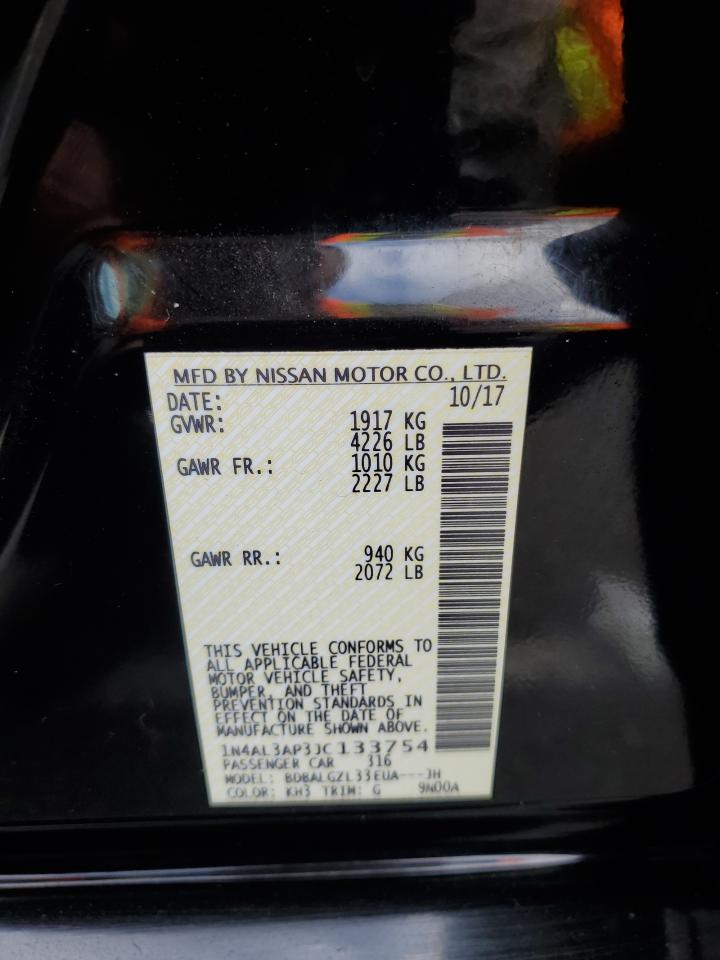 MFD BY NISSAN MOTOR CO., LTD.
DATE: 10/17
GVWR: 1917 KG
4226 LB
GAWR FR.: 1010 KG
2227 LB
GAWR RR.: 940 KG
2072 LB
THIS VEHICLE CONFORMS TO
ALL APPLICABLE FEDERAL
MOTOR VEHICLE SAFETY,
BUMPER, AND THEFT
PREVENTION STANDARDS IN
EFFECT ON THE DATE OF
MANUFACTURE SHOWN ABOVE.
1N4AL3AP3JC133754
PASSENGER CAR 316
MODEL: BDBALGZL33EUA---JH
COLOR: KH3 TRIM: G 9N00A